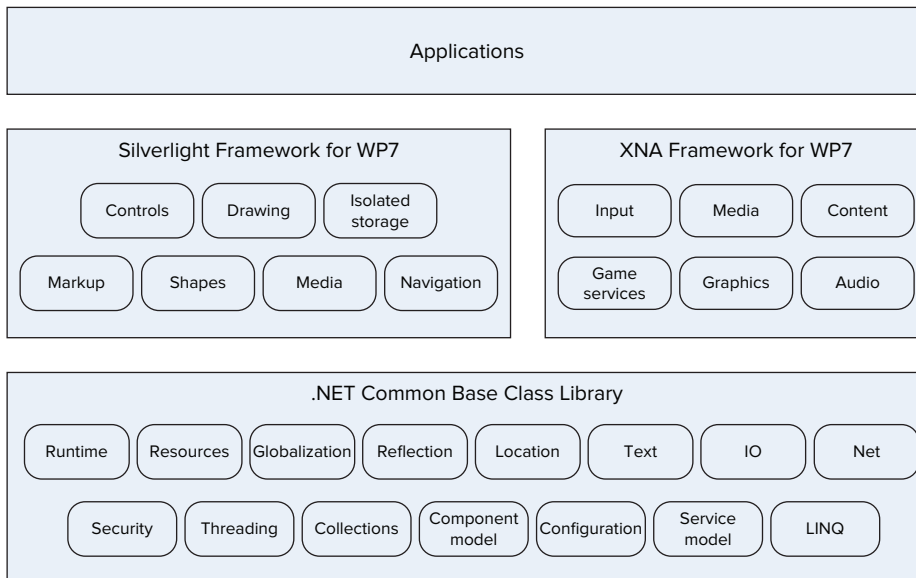 Applications
Silverlight Framework for WP7
Controls
Drawing
Isolated
storage
Markup
Shapes
Media
Navigation
XNA Framework for WP7
Input
Media
Content
Game
services
Graphics
Audio
.NET Common Base Class Library
Runtime
Resources
Globalization
Reflection
Location
Text
IO
Net
Security
Threading
Collections
Component
model
Configuration
Service
model
LINQ